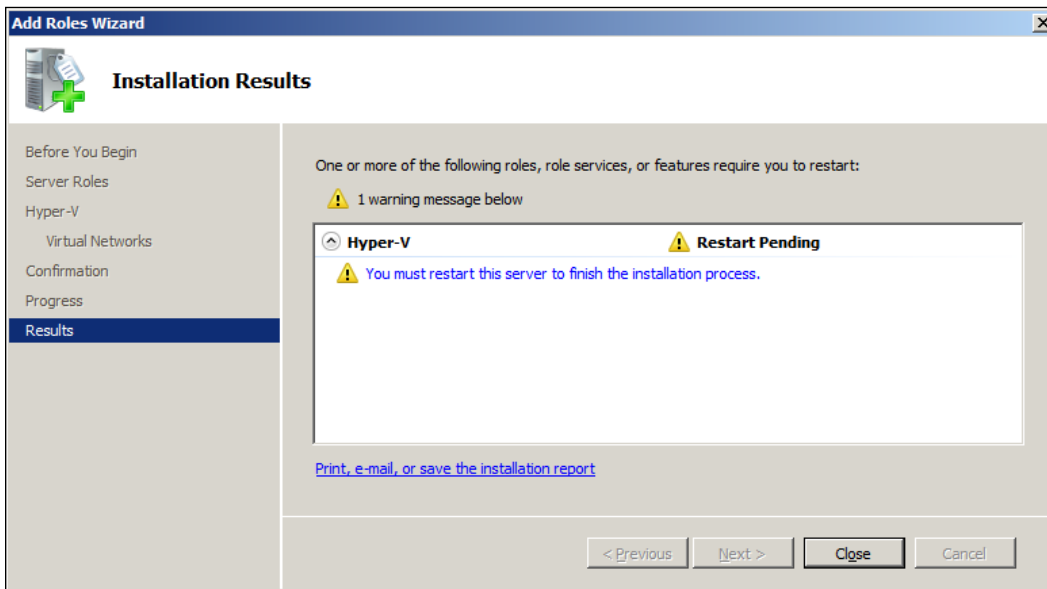 Add Roles Wizard
Installation Results
Before You Begin
Server Roles
Hyper-V
Virtual Networks
Confirmation
Progress
Results
One or more of the following roles, role services, or features require you to restart:
1 warning message below
Hyper-V Restart Pending
You must restart this server to finish the installation process.
Print, e-mail, or save the installation report
< Previous Next > Close Cancel